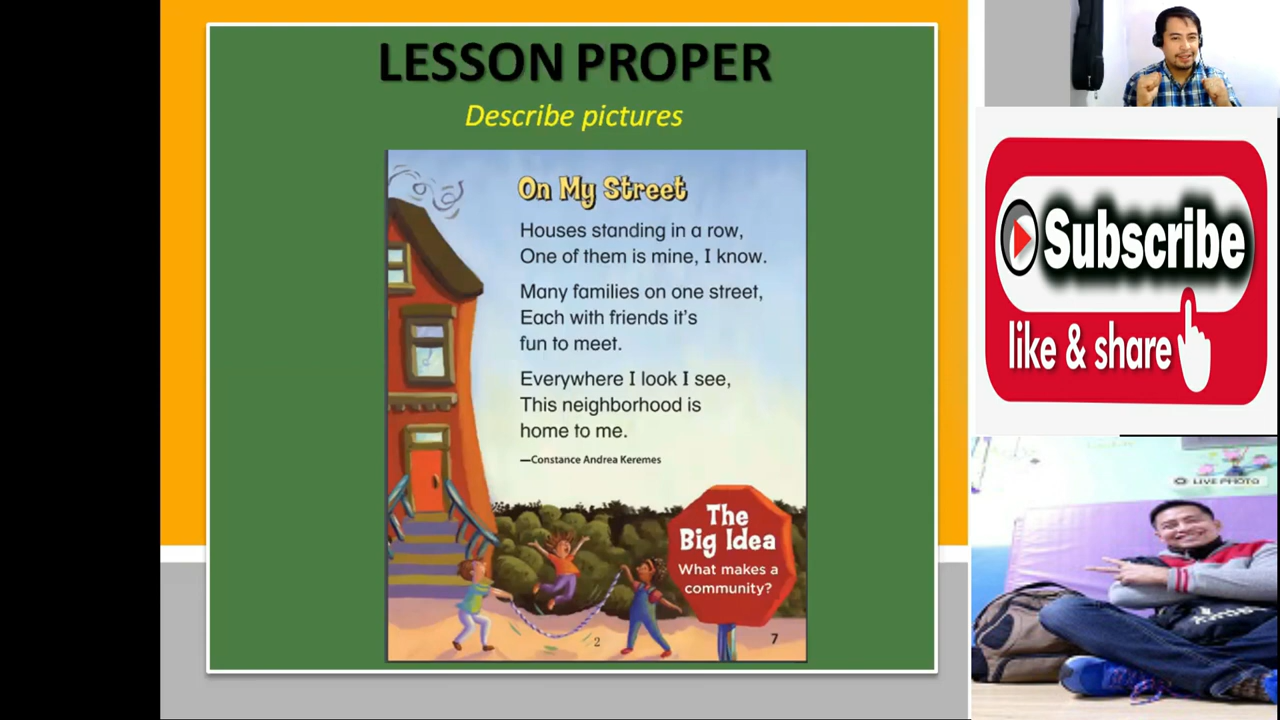 LESSON PROPER
Describe pictures
On My Street
Houses standing in a row,
One of them is mine, I know.
Many families on one street,
Each with friends it's
fun to meet.
Everywhere I look I see,
This neighborhood is
home to me.
—Constance Andrea Keremes
The
Big Idea
What makes a
community?
2
7
Subscribe
like & share
LIVE PHOTO